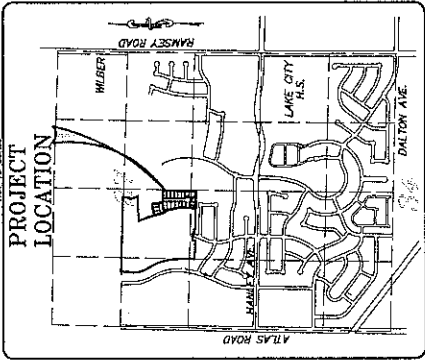 PROJECT
LOCATION
RAMSEY ROAD
WILBER
LAKE CITY
H.S.
DALTON AVE.
HANLEY AVE.
ATLAS ROAD